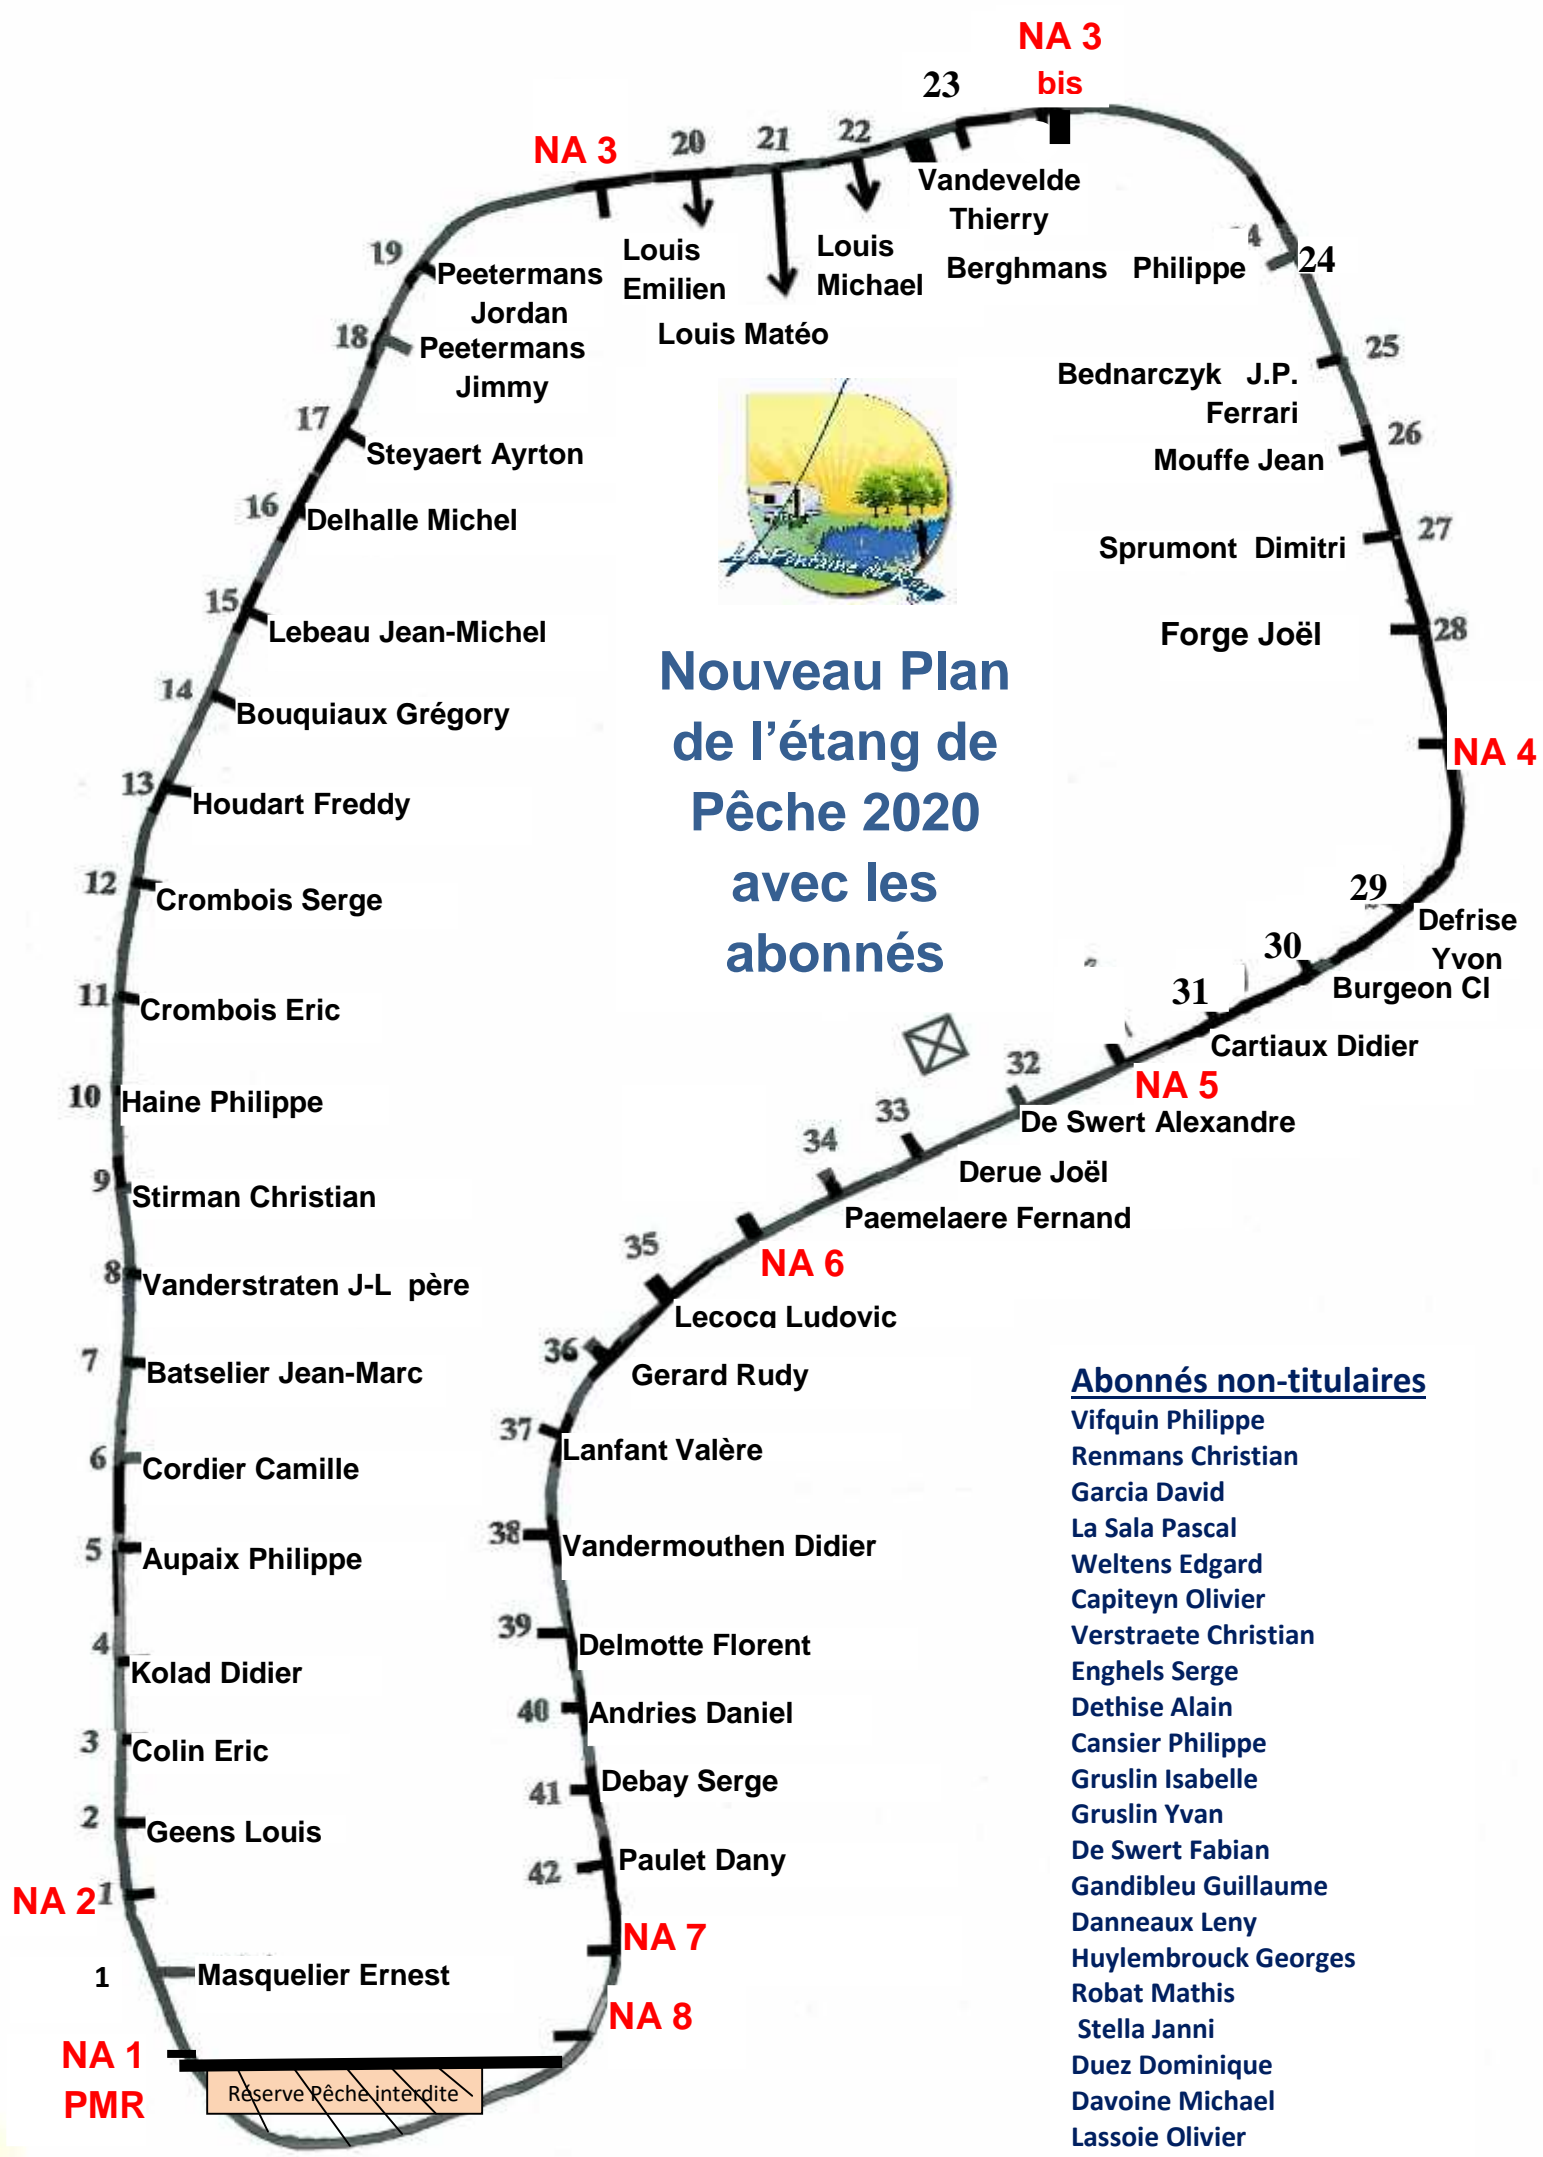 NA 3
bis
23
NA 3
20
21
22
Vandevelde
Thierry
19
Peetermans
Jordan
Louis
Emilien
Louis
Michael
Berghmans Philippe
4
24
Louis Matéo
18
Peetermans
Jimmy
25
Bednarczyk J.P.
Ferrari
17
Steyaert Ayrton
26
Mouffe Jean
16
Delhalle Michel
27
Sprumont Dimitri
La Fontaine du Roy
15
Lebeau Jean-Michel
28
Forge Joël
Nouveau Plan
de l’étang de
Pêche 2020
avec les
abonnés
14
Bouquiaux Grégory
NA 4
13
Houdart Freddy
12
Crombois Serge
29
Defrise
Yvon
30
Burgeon Cl
11
Crombois Eric
31
Cartiaux Didier
NA 5
10
Haine Philippe
32
De Swert Alexandre
33
Derue Joël
9
Stirman Christian
34
Paemelaere Fernand
NA 6
8
Vanderstraten J-L père
35
Lecocq Ludovic
7
Batselier Jean-Marc
36
Gerard Rudy
6
Cordier Camille
37
Lanfant Valère
5
Aupaix Philippe
38
Vandermouthen Didier
4
Kolad Didier
39
Delmotte Florent
3
Colin Eric
40
Andries Daniel
2
Geens Louis
41
Debay Serge
NA 2
1
42
Paulet Dany
1
Masquelier Ernest
NA 7
NA 8
NA 1
PMR
Réserve Pêche interdite
Abonnés non-titulaires
Vifquin Philippe
Renmans Christian
Garcia David
La Sala Pascal
Weltens Edgard
Capiteyn Olivier
Verstraete Christian
Enghels Serge
Dethise Alain
Cansier Philippe
Gruslin Isabelle
Gruslin Yvan
De Swert Fabian
Gandibleu Guillaume
Danneaux Leny
Huylembrouck Georges
Robat Mathis
Stella Janni
Duez Dominique
Davoine Michael
Lassoie Olivier